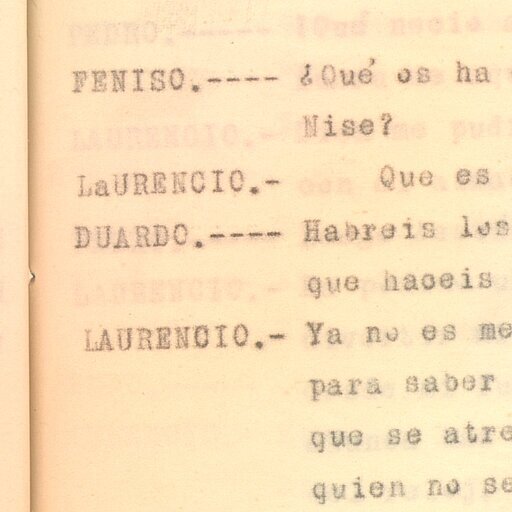 FENISO.---- ¿Qué os ha
Nise?
LaURENCIO.- Que es
DUARDO.---- Habreis los
que haceis
LAURENCIO.- Ya no es me
para saber
que se atre
quien no se